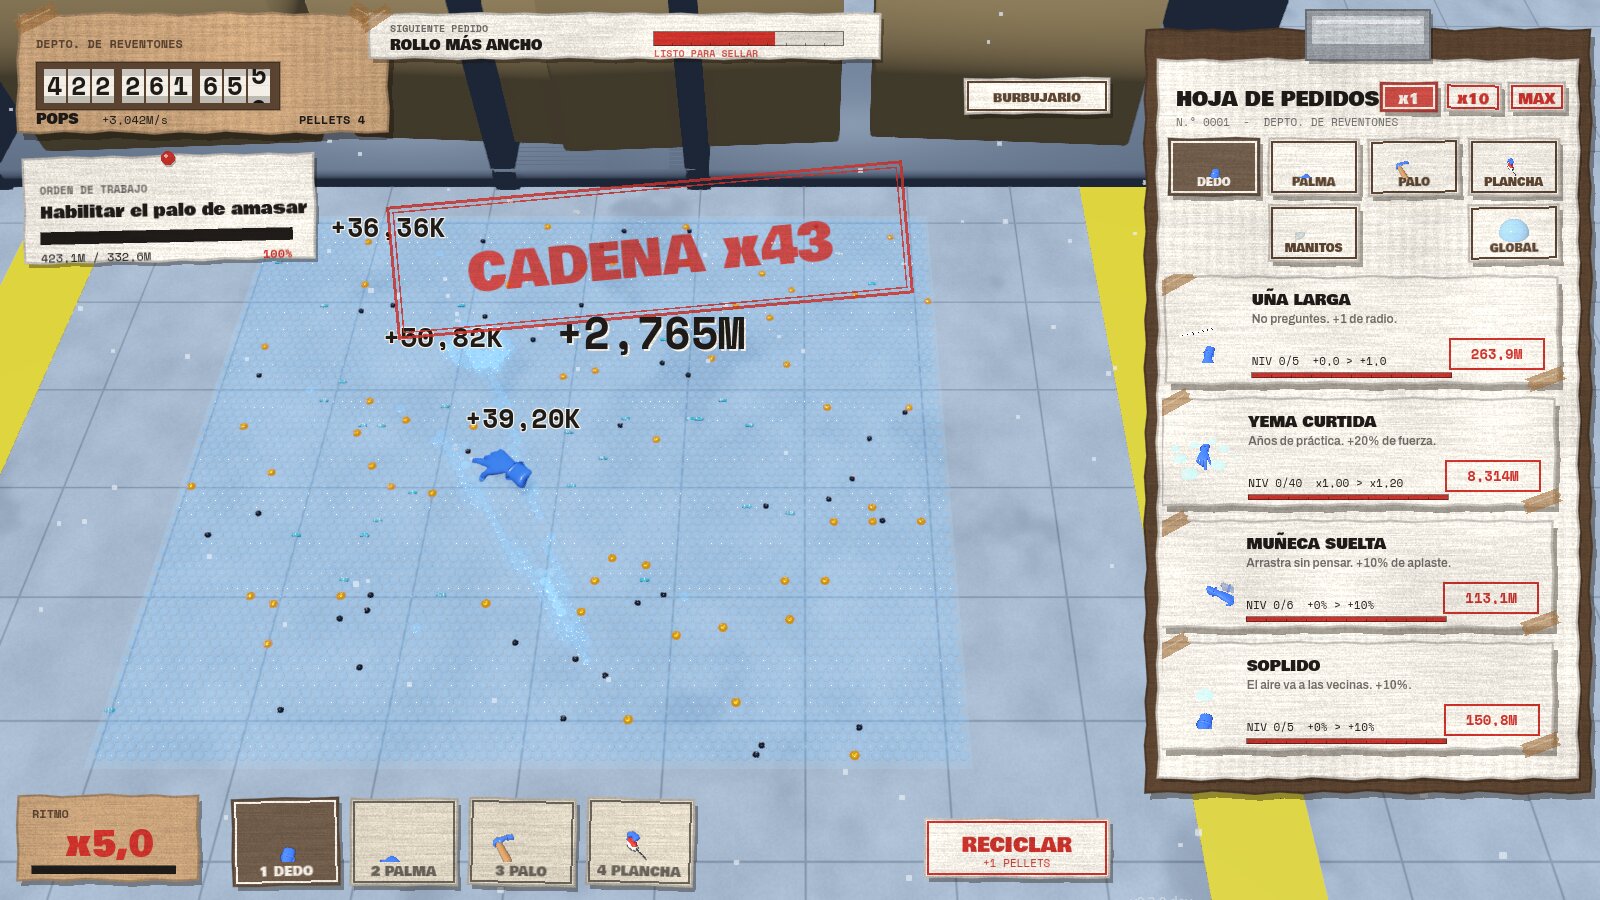 DEPTO. DE REVENTONES
422 261 655
POPS +3,042M/s PELLETS 4
SIGUIENTE PEDIDO
ROLLO MÁS ANCHO
LISTO PARA SELLAR
BURBUJARIO
ORDEN DE TRABAJO
Habilitar el palo de amasar
423,1M / 332,6M 100%
+36,36K
CADENA x43
+50,82K
+2,765M
+39,20K
HOJA DE PEDIDOS
x1 x10 MAX
N.° 0001 - DEPTO. DE REVENTONES
DEDO PALMA PALO PLANCHA
MANITOS GLOBAL
UÑA LARGA
No preguntes. +1 de radio.
NIV 0/5 +0,0 > +1,0
263,9M
YEMA CURTIDA
Años de práctica. +20% de fuerza.
NIV 0/40 x1,00 > x1,20
8,314M
MUÑECA SUELTA
Arrastra sin pensar. +10% de aplaste.
NIV 0/6 +0% > +10%
113,1M
SOPLIDO
El aire va a las vecinas. +10%.
NIV 0/5 +0% > +10%
150,8M
RITMO
x5,0
1 DEDO 2 PALMA 3 PALO 4 PLANCHA
RECICLAR
+1 PELLETS